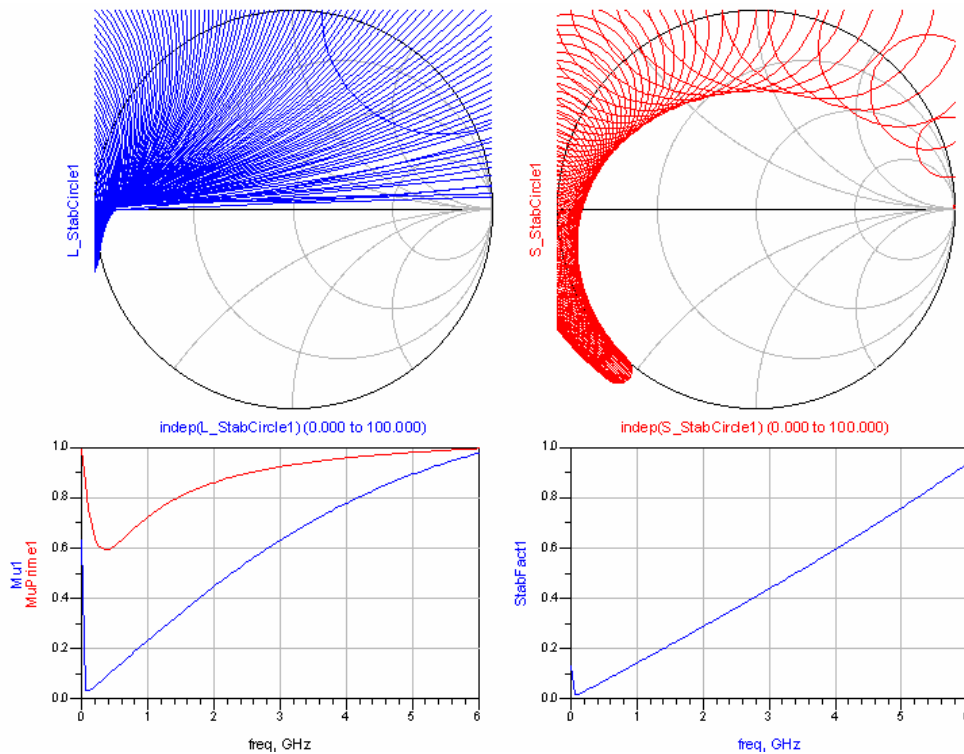 L_StabCircle1
S_StabCircle1
indep(L_StabCircle1) (0.000 to 100.000)
indep(S_StabCircle1) (0.000 to 100.000)
Mu1
MuPrime1
1.0
0.8
0.6
0.4
0.2
0.0
0 1 2 3 4 5 6
freq, GHz
StabFact1
1.0
0.8
0.6
0.4
0.2
0.0
0 1 2 3 4 5 6
freq, GHz